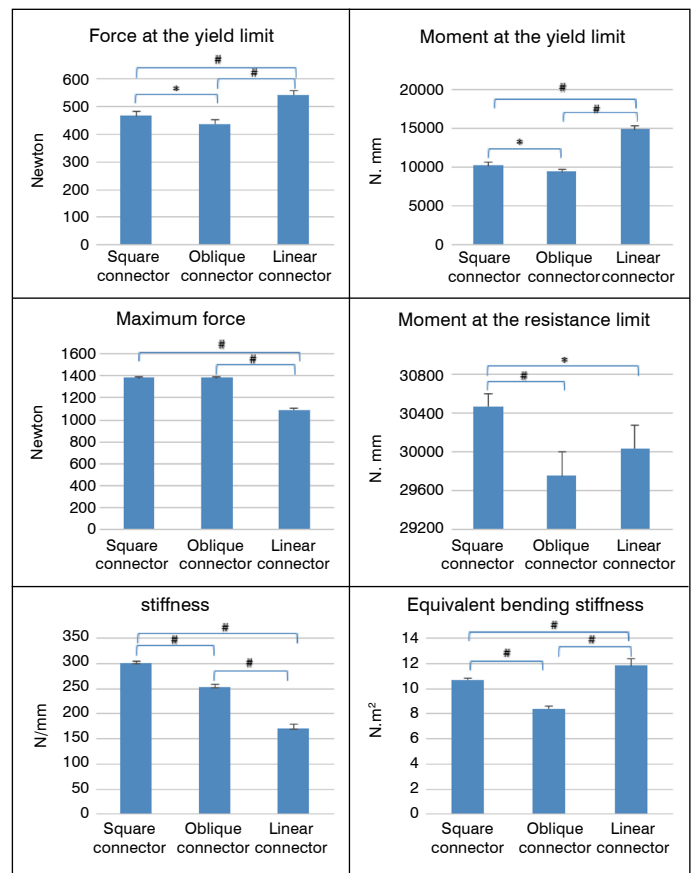 Force at the yield limit
#
#
*
600
500
400
300
200
100
0
Newton
Square Oblique Linear
connector connector connector
Moment at the yield limit
#
#
*
20000
15000
10000
5000
0
N. mm
Square Oblique Linear
connector connectorconnector
Maximum force
#
#
1600
1400
1200
1000
800
600
400
200
0
Newton
Square Oblique Linear
connector connector connector
Moment at the resistance limit
*
#
30800
30400
30000
29600
29200
N. mm
Square Oblique Linear
connector connector connector
stiffness
#
#
#
350
300
250
200
150
100
50
0
N/mm
Square Oblique Linear
connector connector connector
Equivalent bending stiffness
#
#
#
14
12
10
8
6
4
2
0
N.m²
Square Oblique Linear
connector connector connector